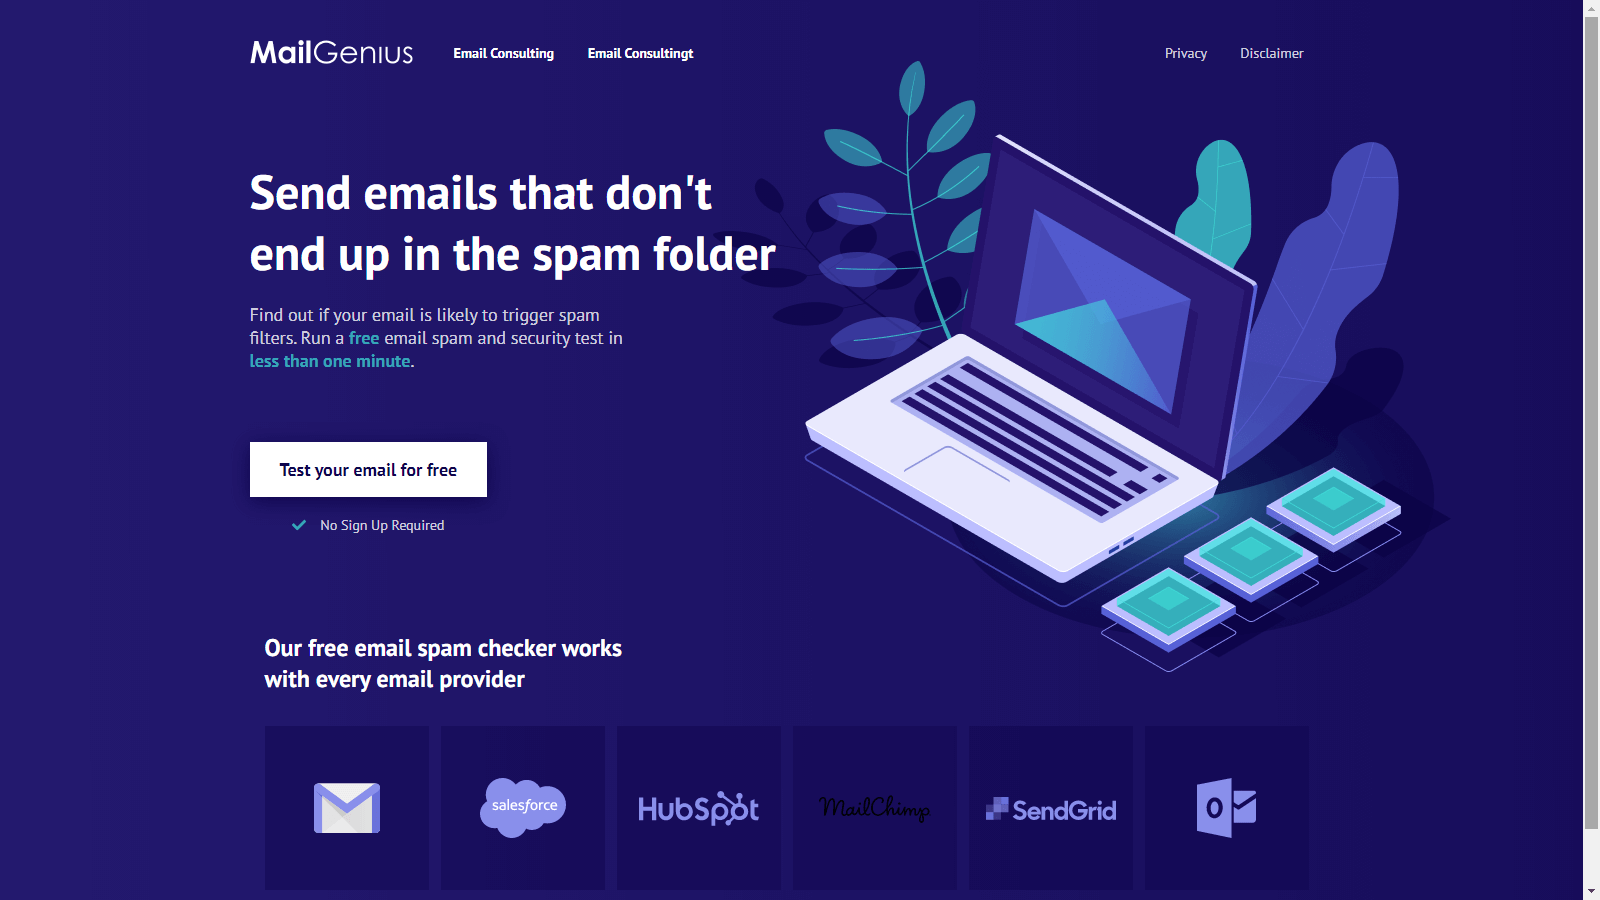 MailGenius
Email Consulting
Email Consultingt
Privacy
Disclaimer
Send emails that don't
end up in the spam folder
Find out if your email is likely to trigger spam
filters. Run a free email spam and security test in
less than one minute.
Test your email for free
No Sign Up Required
Our free email spam checker works
with every email provider
salesforce
HubSpot
MailChimp
SendGrid
O